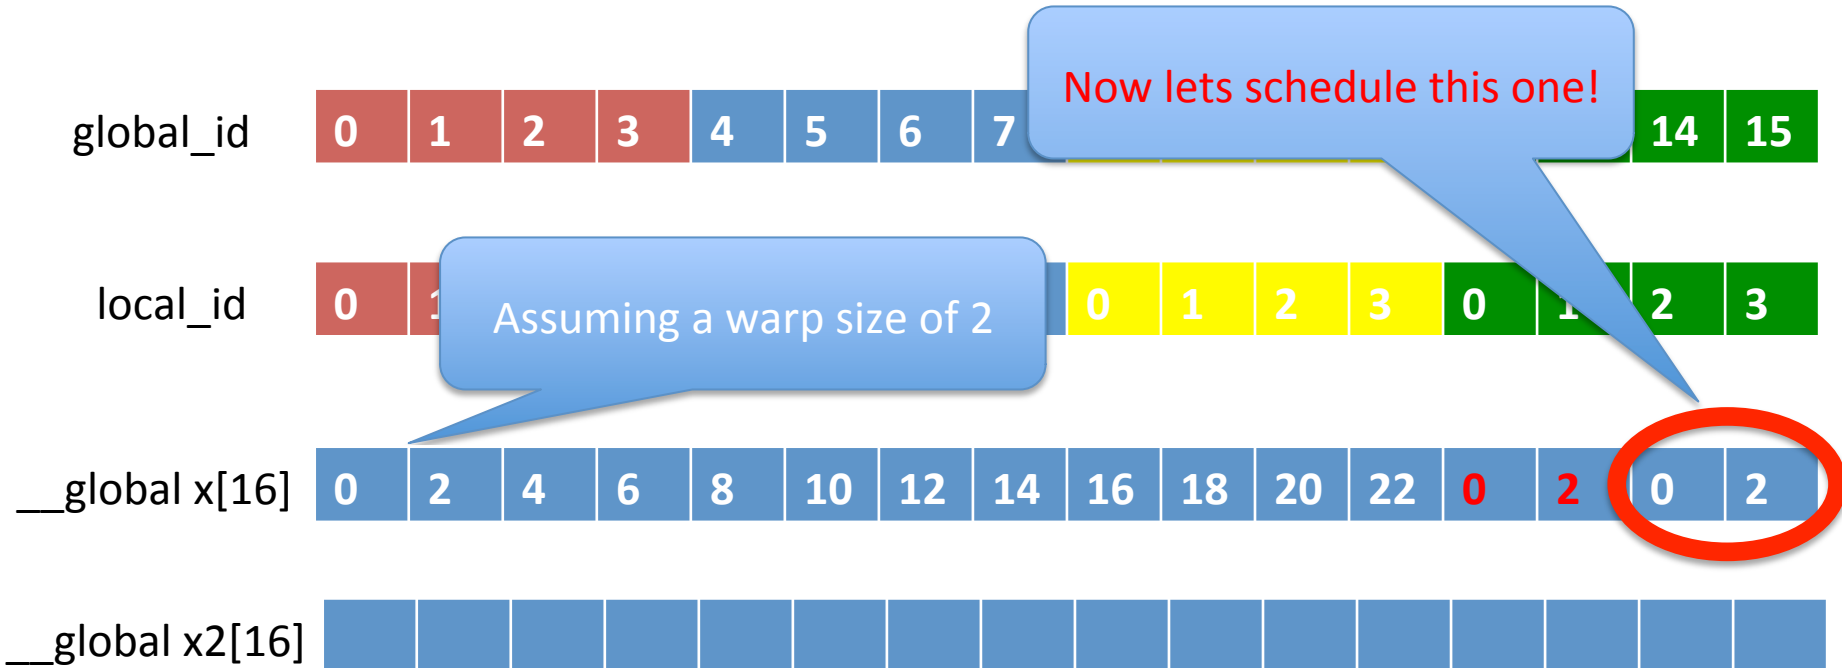 Now lets schedule this one!
global_id 0 1 2 3 4 5 6 7 14 15
Assuming a warp size of 2
local_id 0 1 0 1 2 3 0 1 2 3
__global x[16] 0 2 4 6 8 10 12 14 16 18 20 22 0 2 0 2
__global x2[16]